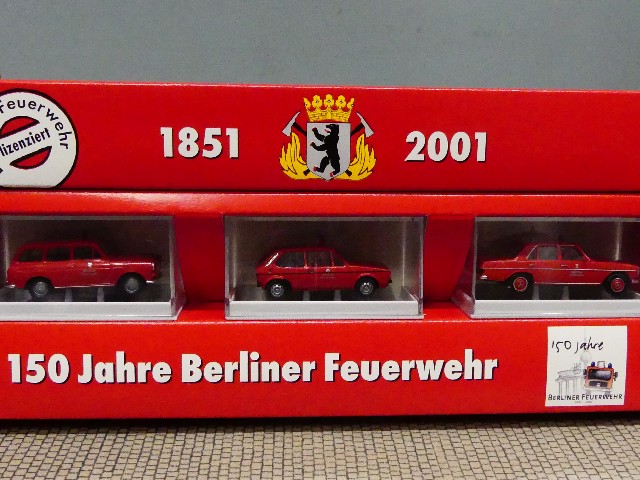 Feuerwehr
lizenziert
1851 2001
150 Jahre Berliner Feuerwehr
150 Jahre
BERLINER FEUERWEHR